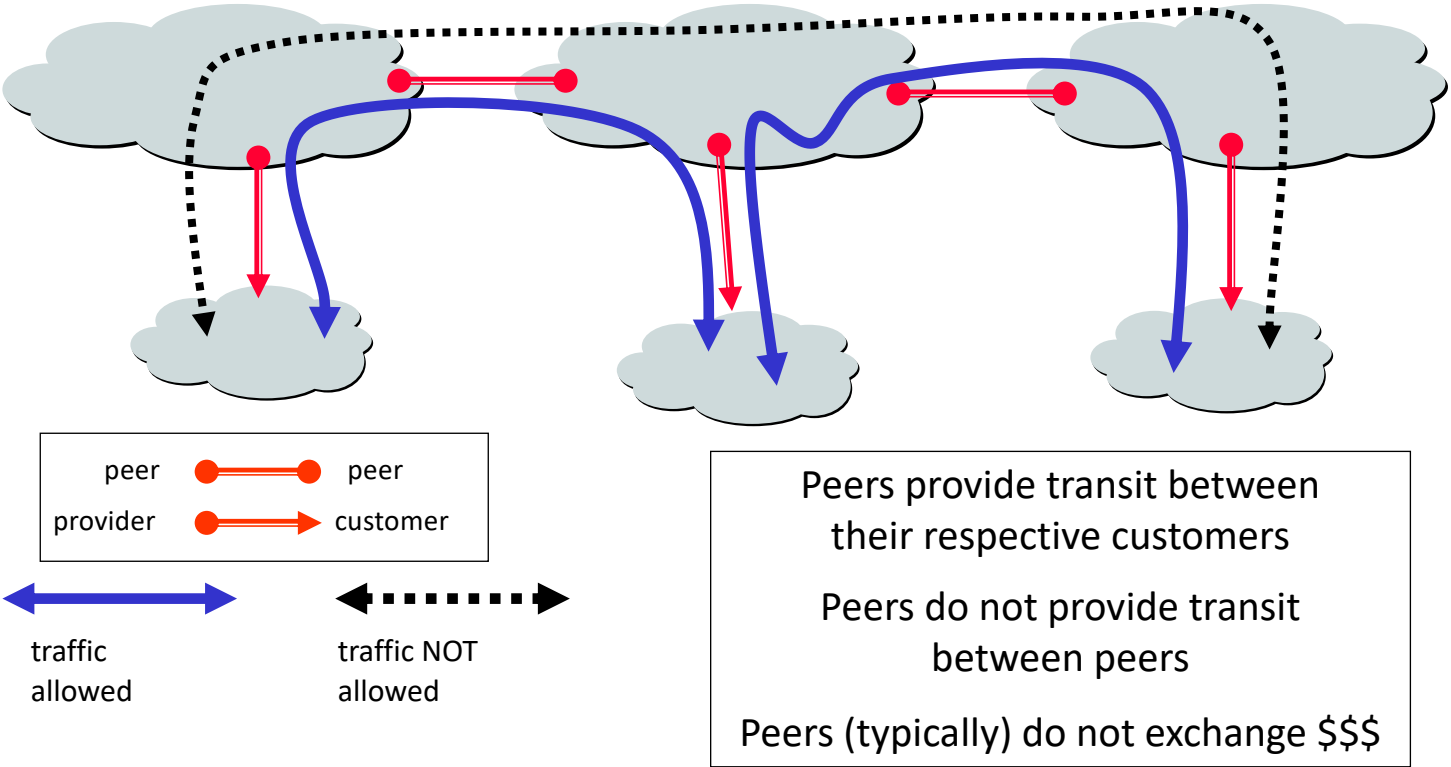 peer peer
provider customer
traffic
allowed
traffic NOT
allowed
Peers provide transit between
their respective customers
Peers do not provide transit
between peers
Peers (typically) do not exchange $$$